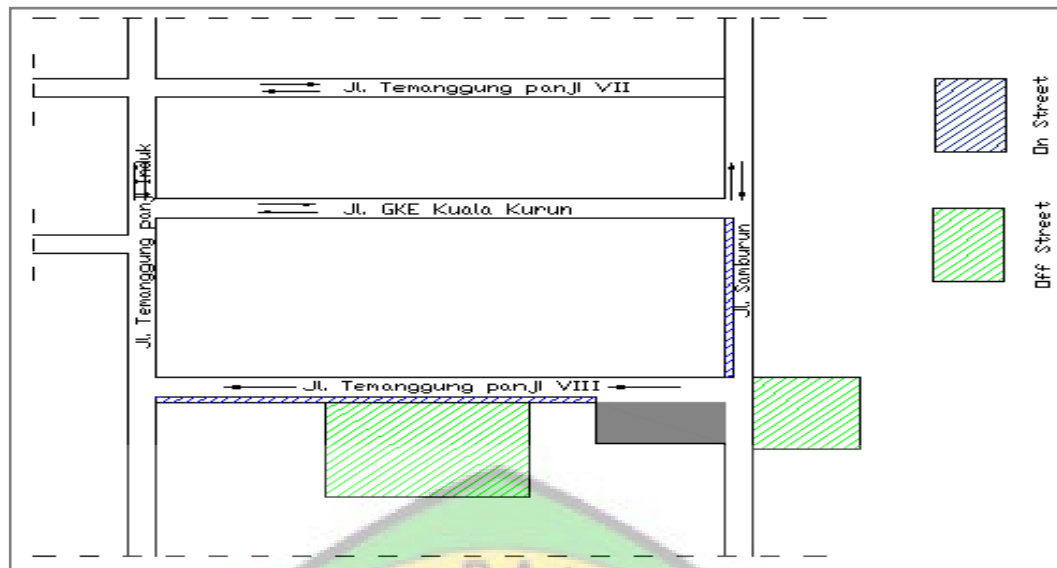 Jl. Temanggung panjI VII
Jl. Temanggung panjI Induk
Jl. GKE Kuala Kurun
Jl. Samburun
Jl. Temanggung panjI VIII
On Street
Off Street